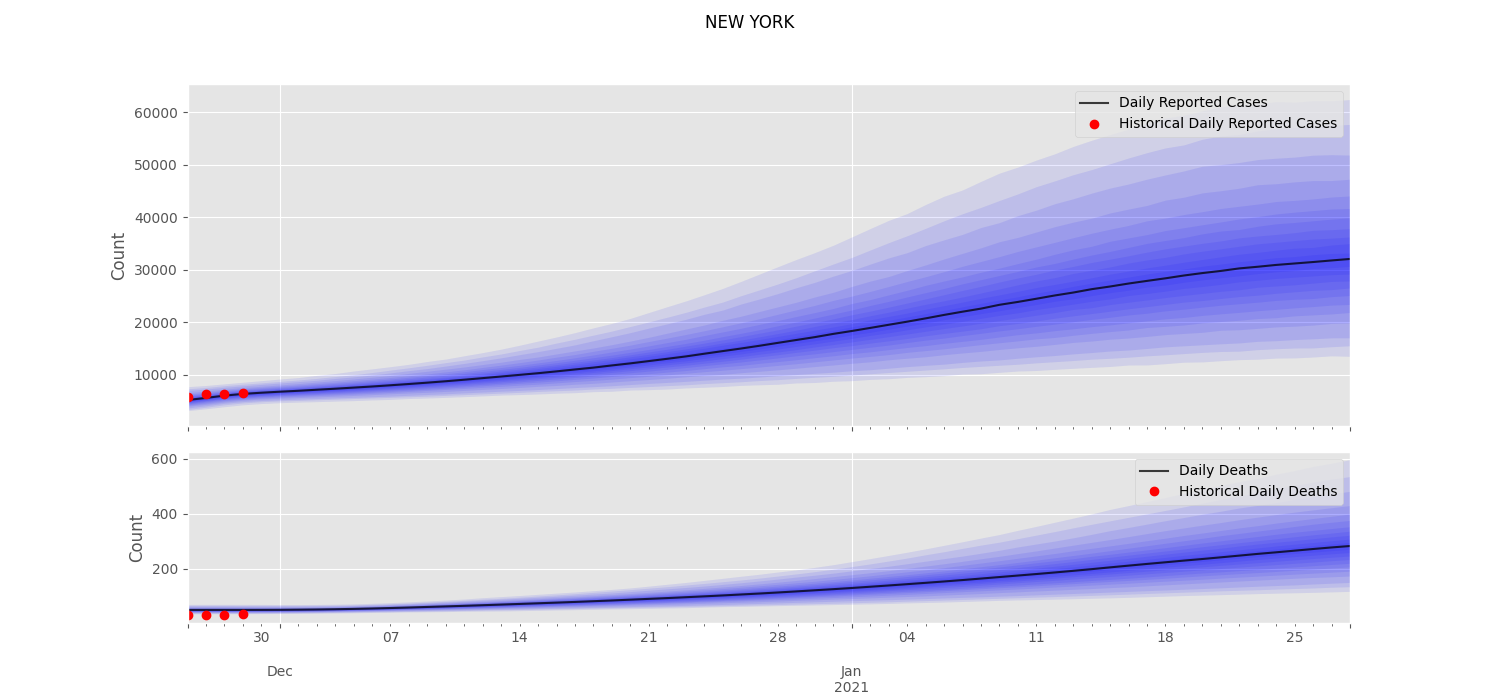 NEW YORK
Daily Reported Cases
Historical Daily Reported Cases
60000
50000
40000
30000
20000
10000
Count
Daily Deaths
Historical Daily Deaths
600
400
200
Count
30 07 14 21 28 04 11 18 25
Dec Jan
2021